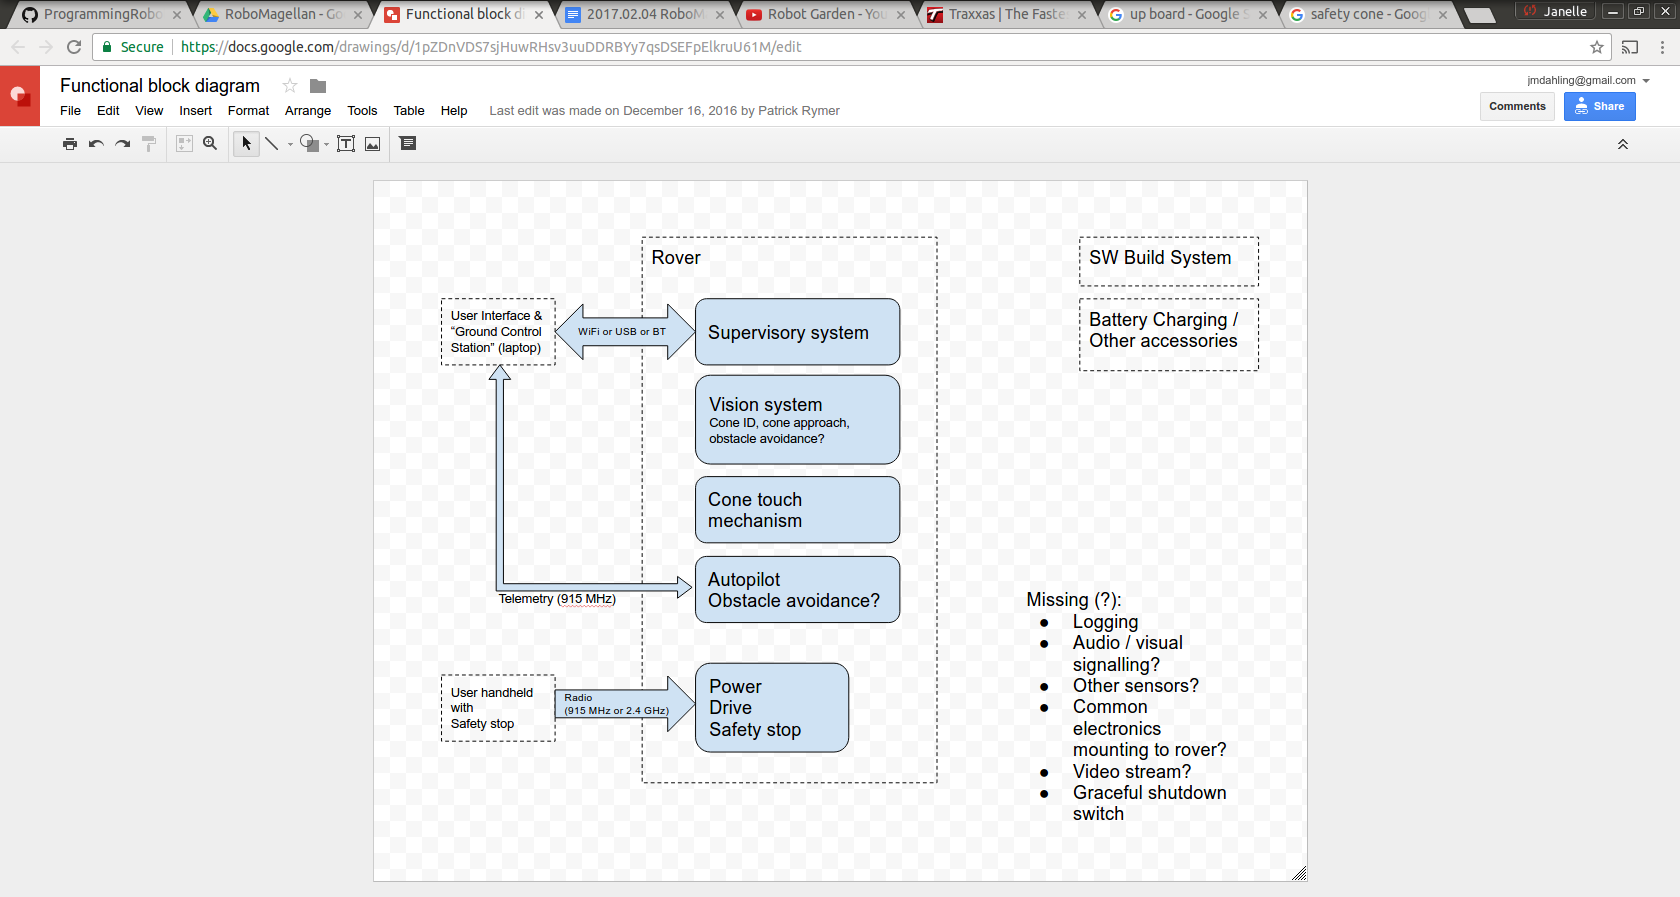 ProgrammingRobo
RoboMagellan - Go
Functional block di
2017.02.04 RoboM
Robot Garden - You
Traxxas | The Faste
up board - Google S
safety cone - Goog
Janelle
Secure
https://docs.google.com/drawings/d/1pZDnVDS7sjHuwRHsv3uuDDRBYy7qsDSEFpElkruU61M/edit
Functional block diagram
jmdahling@gmail.com
File Edit View Insert Format Arrange Tools Table Help Last edit was made on December 16, 2016 by Patrick Rymer
Comments
Share
Rover
SW Build System
User Interface &
“Ground Control
Station” (laptop)
WiFi or USB or BT
Supervisory system
Battery Charging /
Other accessories
Vision system
Cone ID, cone approach,
obstacle avoidance?
Cone touch
mechanism
Autopilot
Obstacle avoidance?
Telemetry (915 MHz)
User handheld
with
Safety stop
Radio
(915 MHz or 2.4 GHz)
Power
Drive
Safety stop
Missing (?):
● Logging
● Audio / visual
signalling?
● Other sensors?
● Common
electronics
mounting to rover?
● Video stream?
● Graceful shutdown
switch